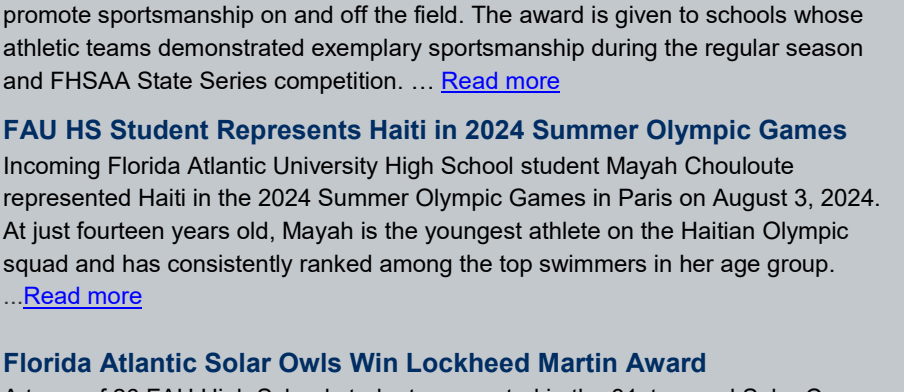 promote sportsmanship on and off the field. The award is given to schools whose
athletic teams demonstrated exemplary sportsmanship during the regular season
and FHSAA State Series competition. … Read more
FAU HS Student Represents Haiti in 2024 Summer Olympic Games
Incoming Florida Atlantic University High School student Mayah Chouloute
represented Haiti in the 2024 Summer Olympic Games in Paris on August 3, 2024.
At just fourteen years old, Mayah is the youngest athlete on the Haitian Olympic
squad and has consistently ranked among the top swimmers in her age group.
...Read more
Florida Atlantic Solar Owls Win Lockheed Martin Award